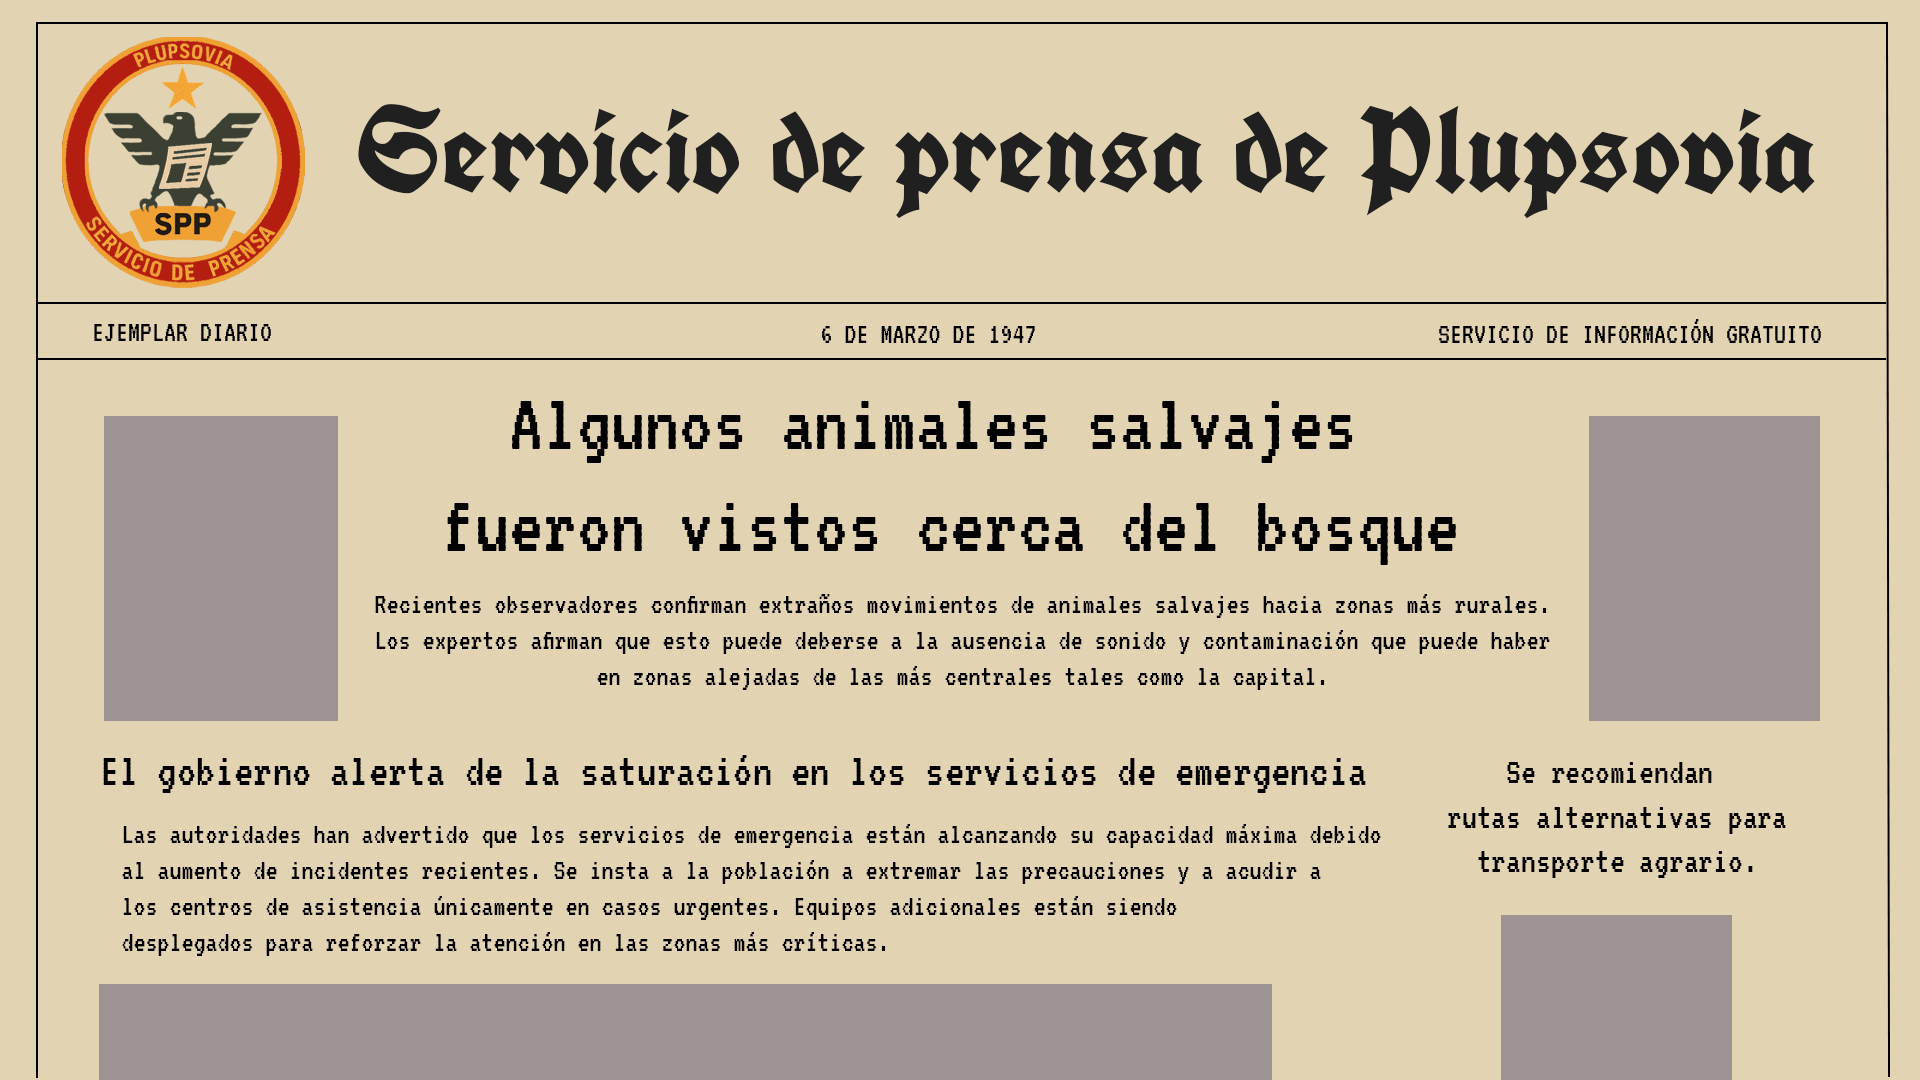 PLUPSOVIA
SPP
SERVICIO DE PRENSA
Servicio de prensa de Plupsovia
EJEMPLAR DIARIO
6 DE MARZO DE 1947
SERVICIO DE INFORMACIÓN GRATUITO
Algunos animales salvajes
fueron vistos cerca del bosque
Recientes observadores confirman extraños movimientos de animales salvajes hacia zonas más rurales.
Los expertos afirman que esto puede deberse a la ausencia de sonido y contaminación que puede haber
en zonas alejadas de las más centrales tales como la capital.
El gobierno alerta de la saturación en los servicios de emergencia
Las autoridades han advertido que los servicios de emergencia están alcanzando su capacidad máxima debido
al aumento de incidentes recientes. Se insta a la población a extremar las precauciones y a acudir a
los centros de asistencia únicamente en casos urgentes. Equipos adicionales están siendo
desplegados para reforzar la atención en las zonas más críticas.
Se recomiendan
rutas alternativas para
transporte agrario.